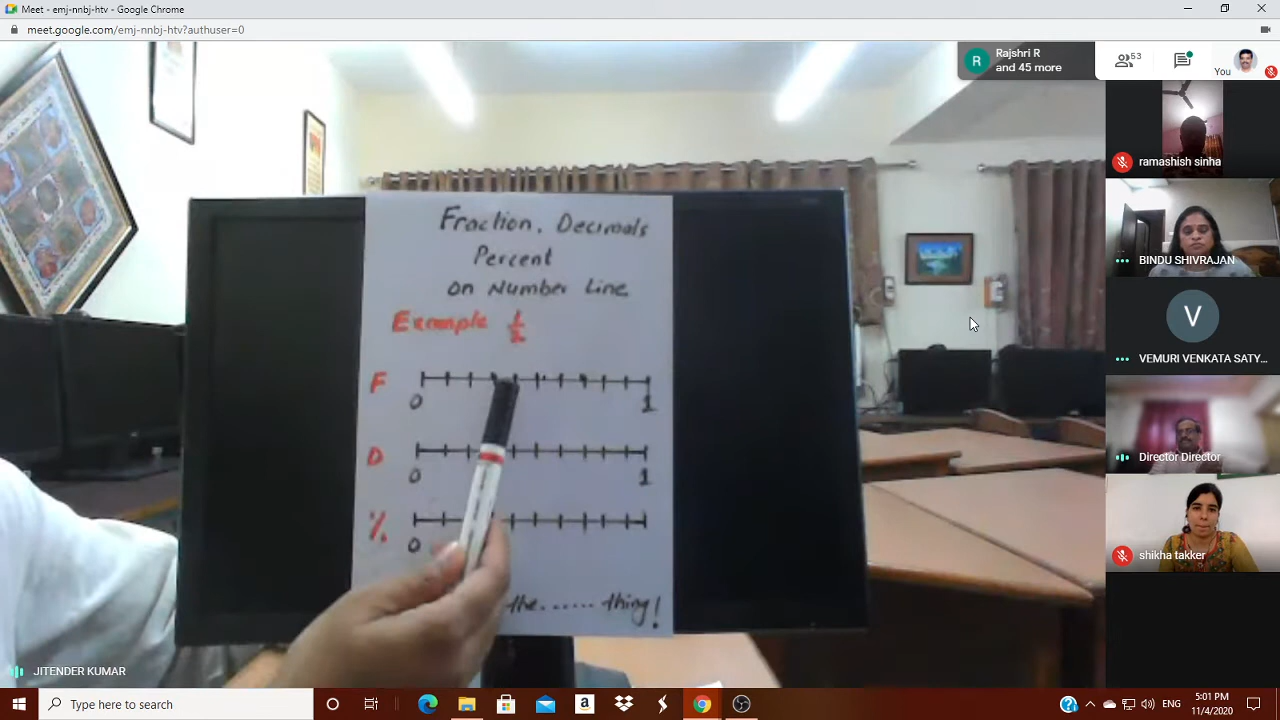 Meet - emj-nnbj-htv - Google Chrome
meet.google.com/emj-nnbj-htv?authuser=0
Rajshri R
and 45 more
R
53
You
ramashish sinha
BINDU SHIVRAJAN
V
VEMURI VENKATA SATY...
Director Director
shikha takker
Fraction, Decimals
Percent
on Number Line
Example 1/2
F
0 1
D
0 1
%
0
the...... thing!
JITENDER KUMAR
Type here to search
a
ENG
5:01 PM
11/4/2020